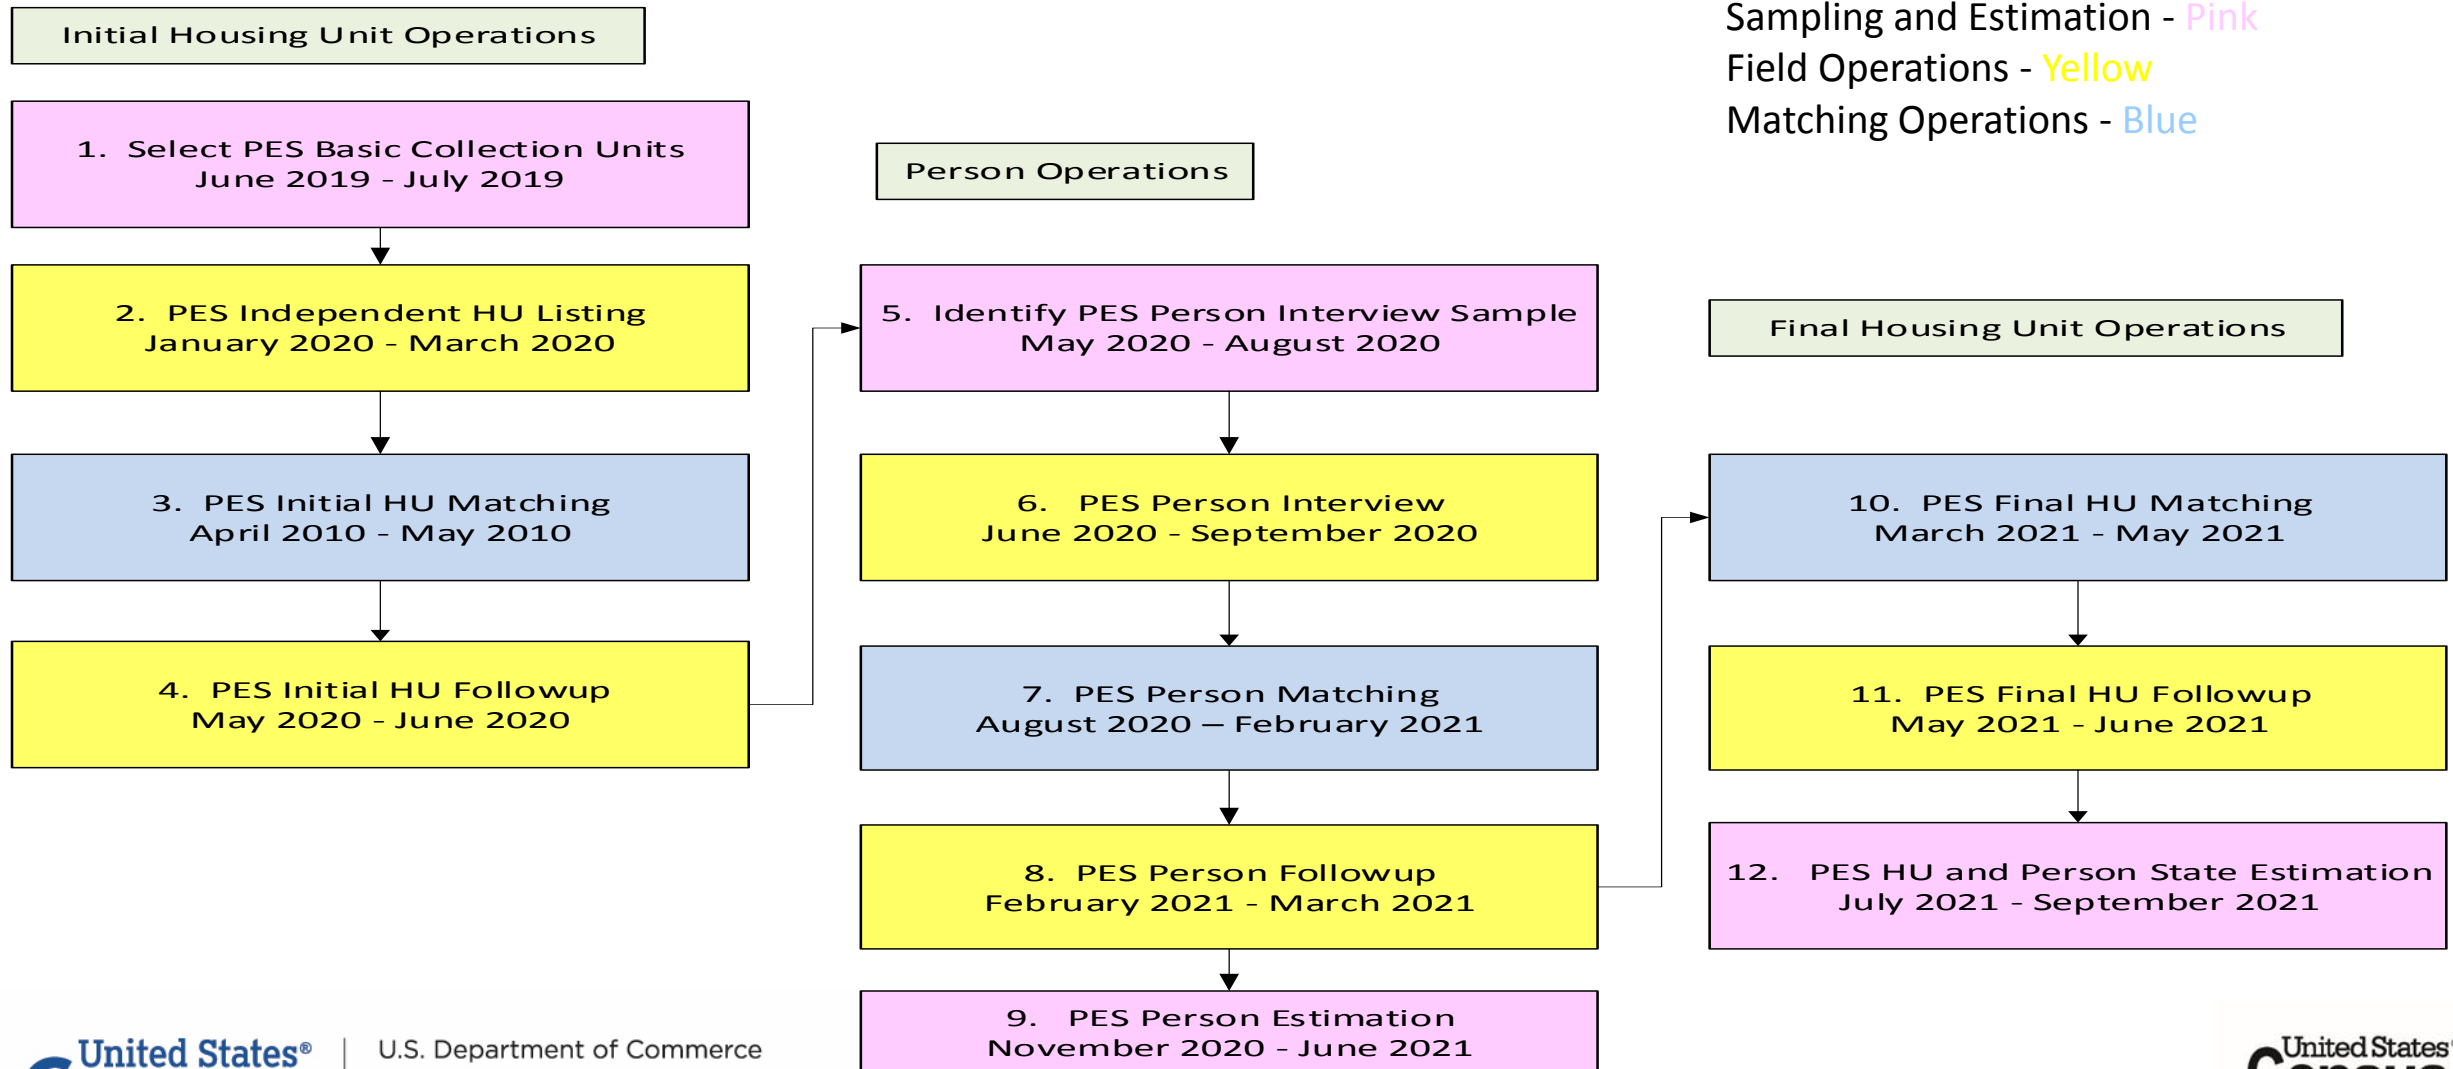 Initial Housing Unit Operations
1. Select PES Basic Collection Units
June 2019 - July 2019
2. PES Independent HU Listing
January 2020 - March 2020
3. PES Initial HU Matching
April 2010 - May 2010
4. PES Initial HU Followup
May 2020 - June 2020
Person Operations
5. Identify PES Person Interview Sample
May 2020 - August 2020
6. PES Person Interview
June 2020 - September 2020
7. PES Person Matching
August 2020 – February 2021
8. PES Person Followup
February 2021 - March 2021
9. PES Person Estimation
November 2020 - June 2021
Sampling and Estimation - Pink
Field Operations - Yellow
Matching Operations - Blue
Final Housing Unit Operations
10. PES Final HU Matching
March 2021 - May 2021
11. PES Final HU Followup
May 2021 - June 2021
12. PES HU and Person State Estimation
July 2021 - September 2021
United States®
U.S. Department of Commerce
United States®
Census